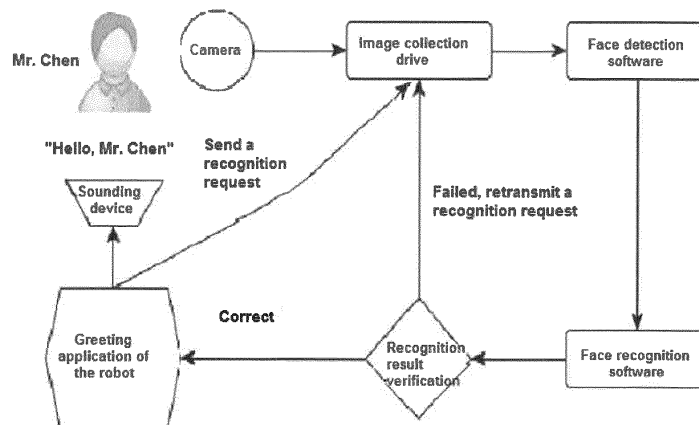 Mr. Chen
Camera
Image collection
drive
Face detection
software
"Hello, Mr. Chen"
Send a
recognition
request
Sounding
device
Failed, retransmit a
recognition request
Correct
Greeting
application of
the robot
Recognition
result
verification
Face recognition
software